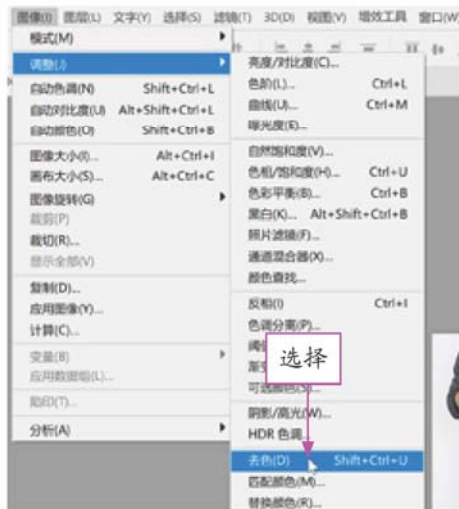 图像(I) 图层(L) 文字(Y) 选择(S) 滤镜(T) 3D(D) 视图(V) 增效工具 窗口(W)
模式(M)
调整(J)
自动色调(N) Shift+Ctrl+L
自动对比度(U) Alt+Shift+Ctrl+L
自动颜色(O) Shift+Ctrl+B
图像大小(I)... Alt+Ctrl+I
画布大小(S)... Alt+Ctrl+C
图像旋转(G)
裁剪(P)
裁切(R)...
显示全部(V)
复制(D)...
应用图像(Y)...
计算(C)...
变量(B)
应用数据组(L)...
陷印(T)...
分析(A)
亮度/对比度(C)...
色阶(L)... Ctrl+L
曲线(U)... Ctrl+M
曝光度(E)...
自然饱和度(V)...
色相/饱和度(H)... Ctrl+U
色彩平衡(B)... Ctrl+B
黑白(K)... Alt+Shift+Ctrl+B
照片滤镜(F)...
通道混合器(X)...
颜色查找...
反相(I) Ctrl+I
色调分离(P)...
选择
可选颜色(S)...
阴影/高光(W)...
HDR 色调...
去色(D) Shift+Ctrl+U
匹配颜色(M)...
替换颜色(R)...